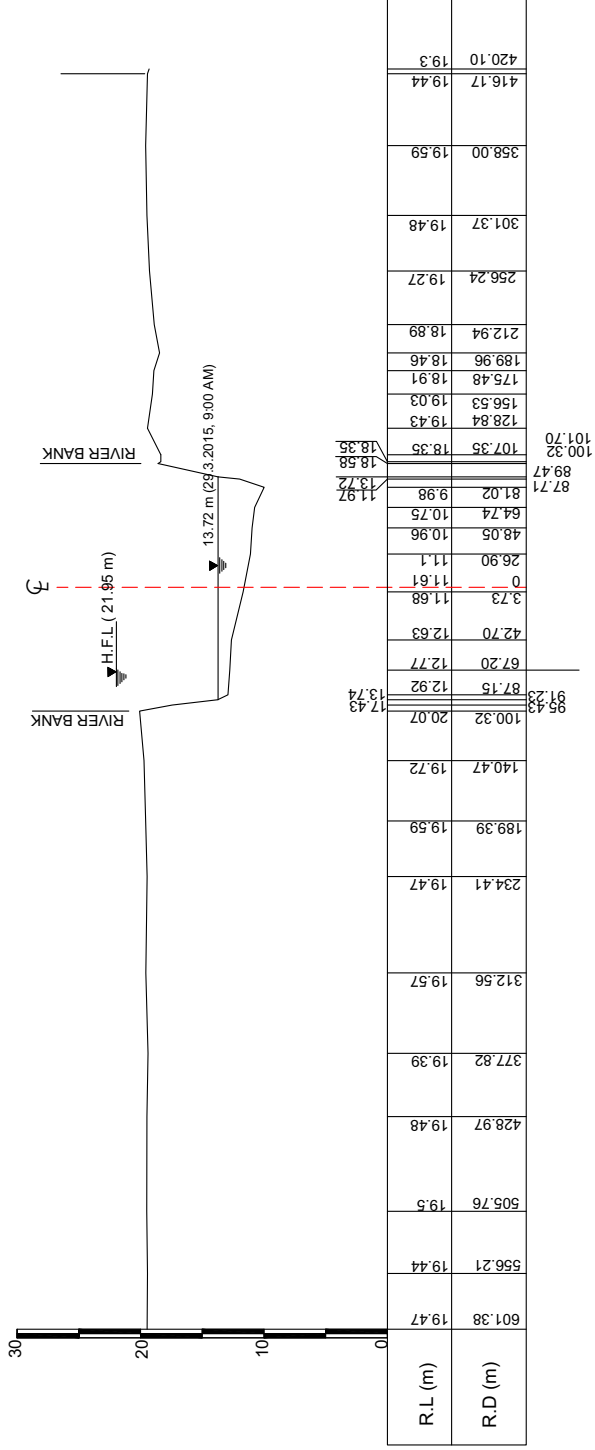 ℄
H.F.L ( 21.95 m)
RIVER BANK
RIVER BANK
13.72 m (29.3.2015, 9:00 AM)
30
20
10
0
R.L (m) 19.47 19.44 19.5 19.48 19.39 19.57 19.47 19.59 19.72 20.07 17.43 13.74 12.92 12.77 12.63 11.68 11.61 11.1 10.96 10.75 9.98 11.97 13.72 18.58 18.35 18.35 19.43 19.03 18.91 18.46 18.89 19.27 19.48 19.59 19.44 19.3
R.D (m) 601.38 556.21 505.76 428.97 377.82 312.56 234.41 189.39 140.47 100.32 95.43 91.23 87.15 67.20 42.70 3.73 0 26.90 48.05 64.74 81.02 87.71 89.47 100.32 101.70 107.35 128.84 156.53 175.48 189.96 212.94 256.24 301.37 358.00 416.17 420.10